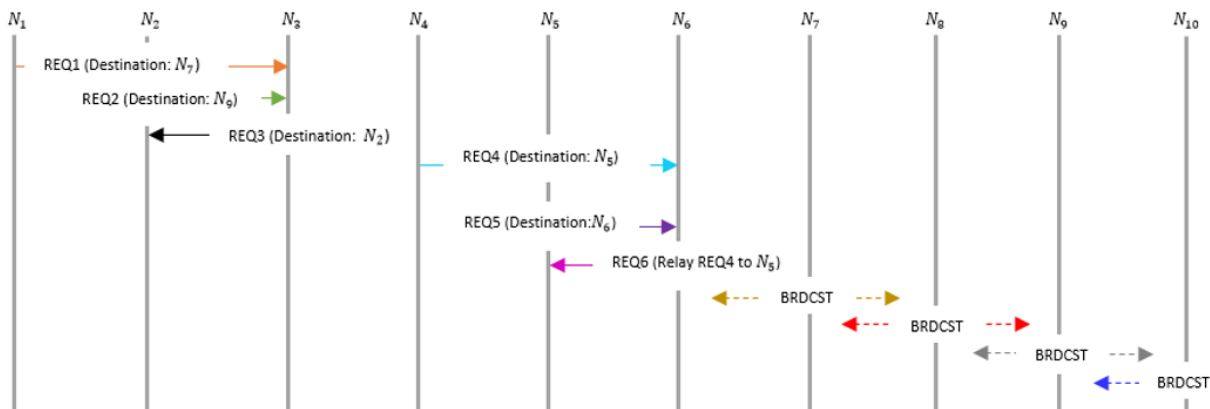 N₁ N₂ N₃ N₄ N₅ N₆ N₇ N₈ N₉ N₁₀
REQ1 (Destination: N₇)
REQ2 (Destination: N₉)
REQ3 (Destination: N₂)
REQ4 (Destination: N₅)
REQ5 (Destination:N₆)
REQ6 (Relay REQ4 to N₅)
BRDCST
BRDCST
BRDCST
BRDCST